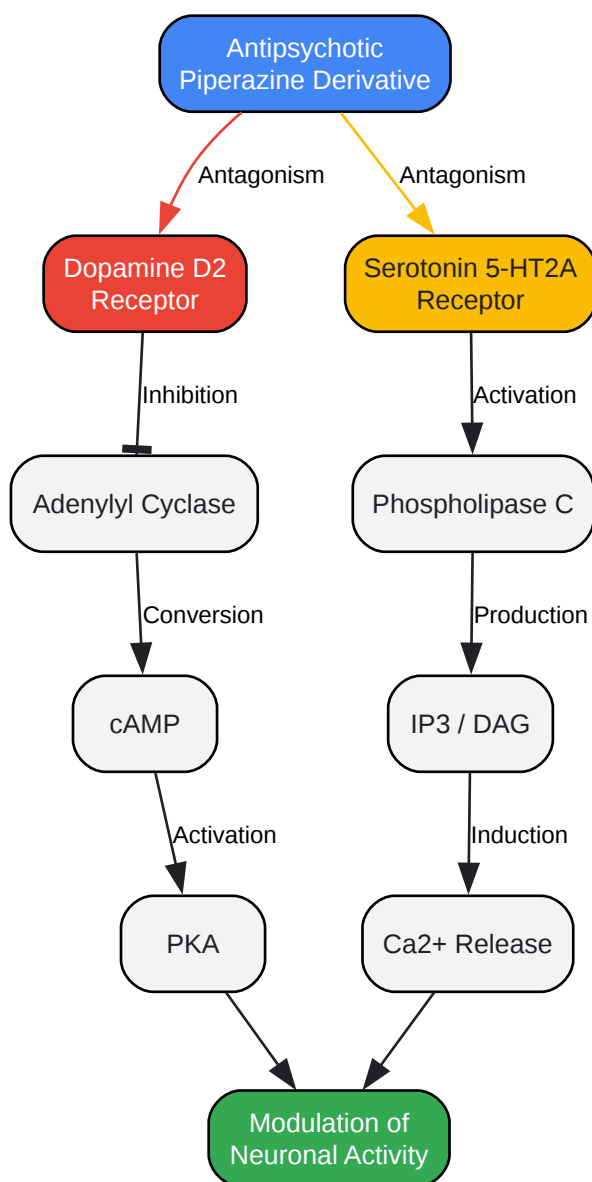 Antipsychotic
Piperazine Derivative
Antagonism
Antagonism
Dopamine D2
Receptor
Serotonin 5-HT2A
Receptor
Inhibition
Activation
Adenylyl Cyclase
Phospholipase C
Conversion
Production
cAMP
IP3 / DAG
Activation
Induction
PKA
Ca2+ Release
Modulation of
Neuronal Activity